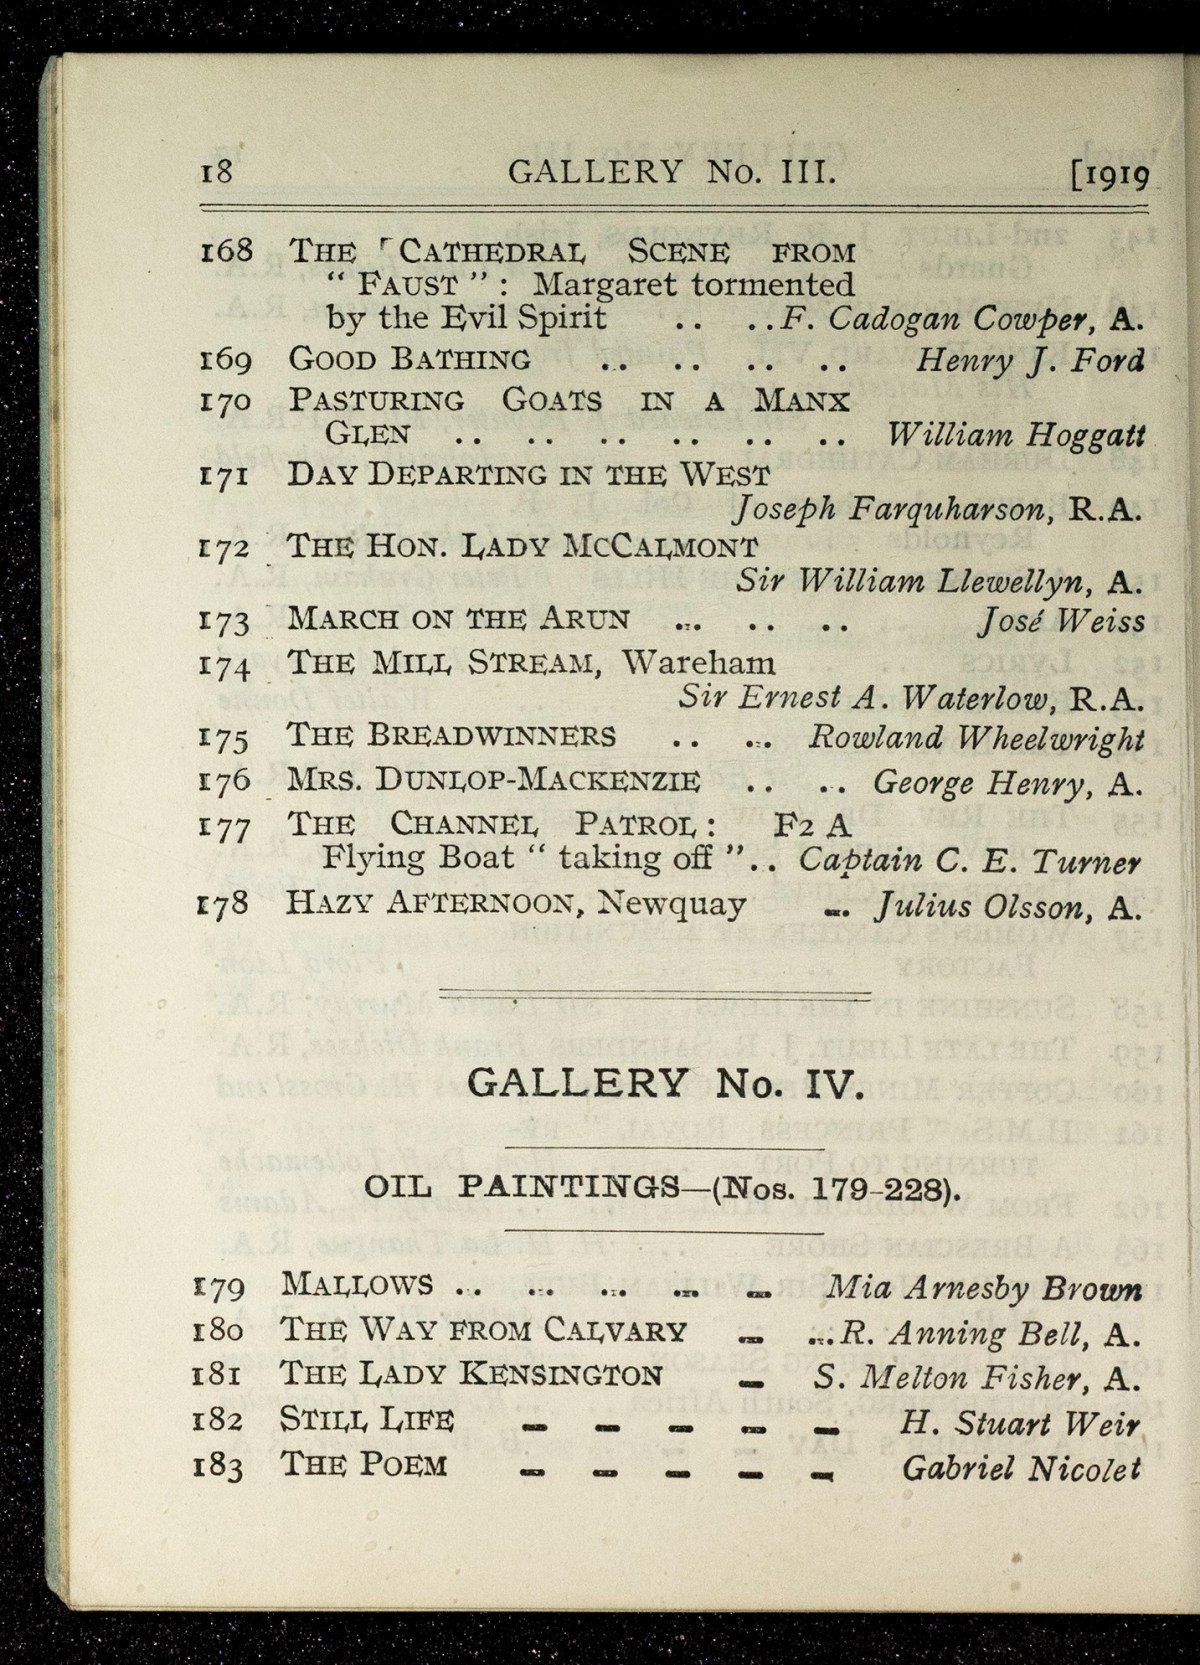 18 GALLERY No. III. [1919
168 THE CATHEDRAL SCENE FROM
“ FAUST ” : Margaret tormented
by the Evil Spirit .. ..F. Cadogan Cowper, A.
169 GOOD BATHING .. .. .. .. Henry J. Ford
170 PASTURING GOATS IN A MANX
GLEN .. .. .. .. .. .. William Hoggatt
171 DAY DEPARTING IN THE WEST
Joseph Farquharson, R.A.
172 THE HON. LADY MCCALMONT
Sir William Llewellyn, A.
173 MARCH ON THE ARUN .. .. .. José Weiss
174 THE MILL STREAM, Wareham
Sir Ernest A. Waterlow, R.A.
175 THE BREADWINNERS .. .. Rowland Wheelwright
176 MRS. DUNLOP-MACKENZIE .. .. George Henry, A.
177 THE CHANNEL PATROL : F2 A
Flying Boat “ taking off ”.. Captain C. E. Turner
178 HAZY AFTERNOON, Newquay .. Julius Olsson, A.
GALLERY No. IV.
OIL PAINTINGS—(Nos. 179-228).
179 MALLOWS .. .. .. .. .. Mia Arnesby Brown
180 THE WAY FROM CALVARY .. ..R. Anning Bell, A.
181 THE LADY KENSINGTON .. S. Melton Fisher, A.
182 STILL LIFE .. .. .. .. .. H. Stuart Weir
183 THE POEM .. .. .. .. .. Gabriel Nicolet